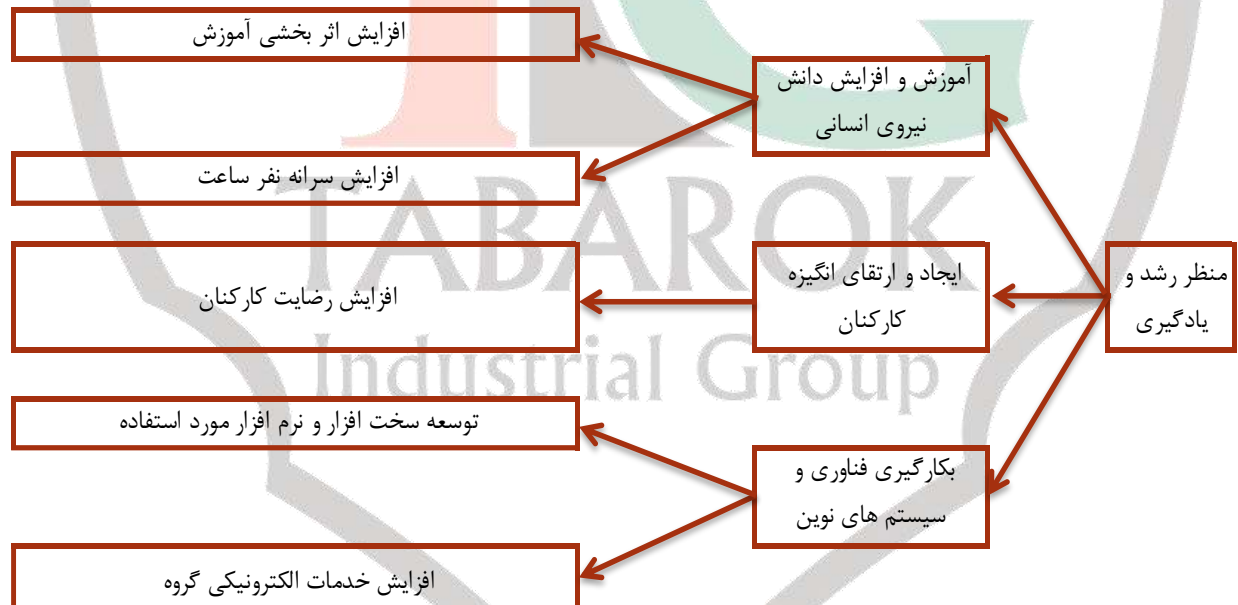 منظر رشد و
یادگیری
آموزش و افزایش دانش
نیروی انسانی
افزایش اثر بخشی آموزش
افزایش سرانه نفر ساعت
ایجاد و ارتقای انگیزه
کارکنان
افزایش رضایت کارکنان
بکارگیری فناوری و
سیستم های نوین
توسعه سخت افزار و نرم افزار مورد استفاده
افزایش خدمات الکترونیکی گروه
TABAROK
Industrial Group